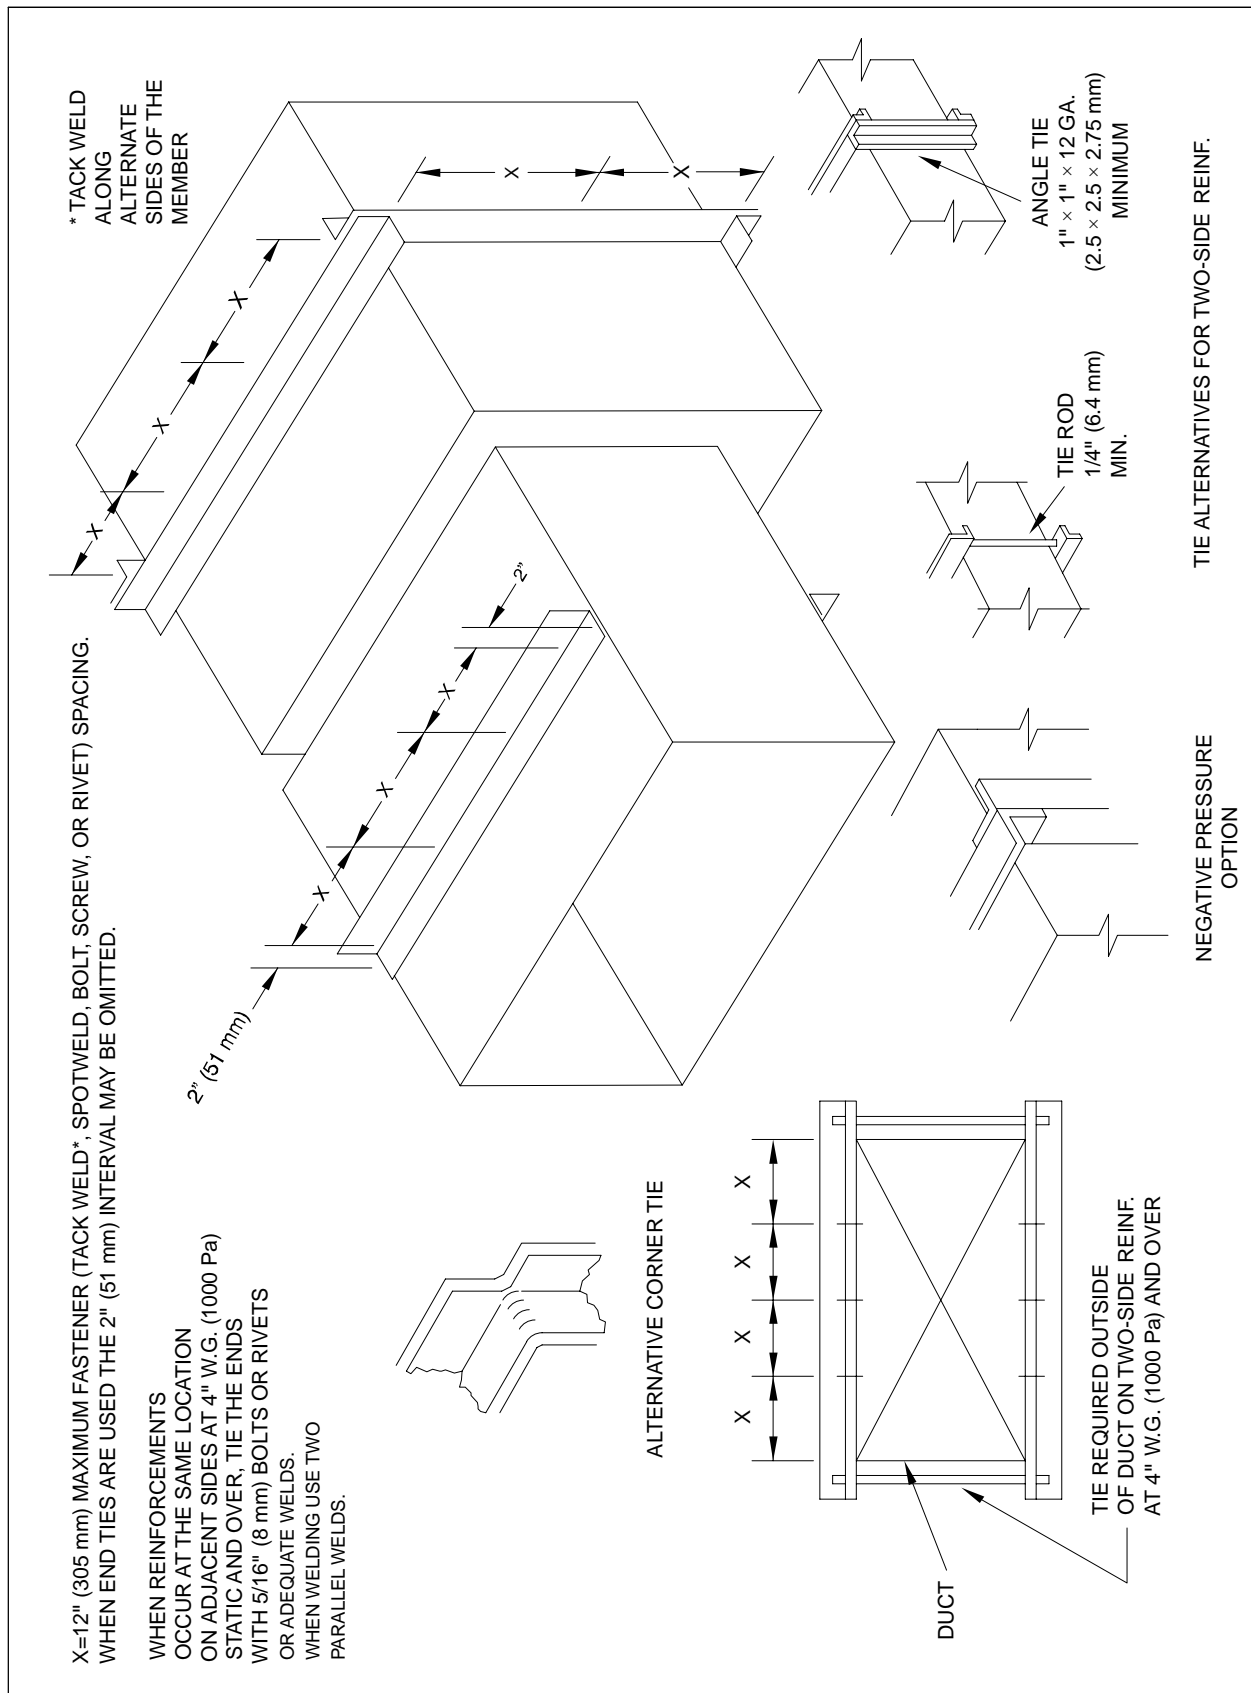 X=12" (305 mm) MAXIMUM FASTENER (TACK WELD*, SPOTWELD, BOLT, SCREW, OR RIVET) SPACING.
WHEN END TIES ARE USED THE 2" (51 mm) INTERVAL MAY BE OMITTED.
* TACK WELD
ALONG
ALTERNATE
SIDES OF THE
MEMBER
WHEN REINFORCEMENTS
OCCUR AT THE SAME LOCATION
ON ADJACENT SIDES AT 4" W.G. (1000 Pa)
STATIC AND OVER, TIE THE ENDS
WITH 5/16" (8 mm) BOLTS OR RIVETS
OR ADEQUATE WELDS.
WHEN WELDING USE TWO
PARALLEL WELDS.
2” (51 mm)
X
X
X
2”
X
X
X
X
X
ALTERNATIVE CORNER TIE
X
X
X
X
DUCT
TIE REQUIRED OUTSIDE
OF DUCT ON TWO-SIDE REINF.
AT 4" W.G. (1000 Pa) AND OVER
NEGATIVE PRESSURE
OPTION
TIE ROD
1/4" (6.4 mm)
MIN.
ANGLE TIE
1" × 1" × 12 GA.
(2.5 × 2.5 × 2.75 mm)
MINIMUM
TIE ALTERNATIVES FOR TWO-SIDE REINF.